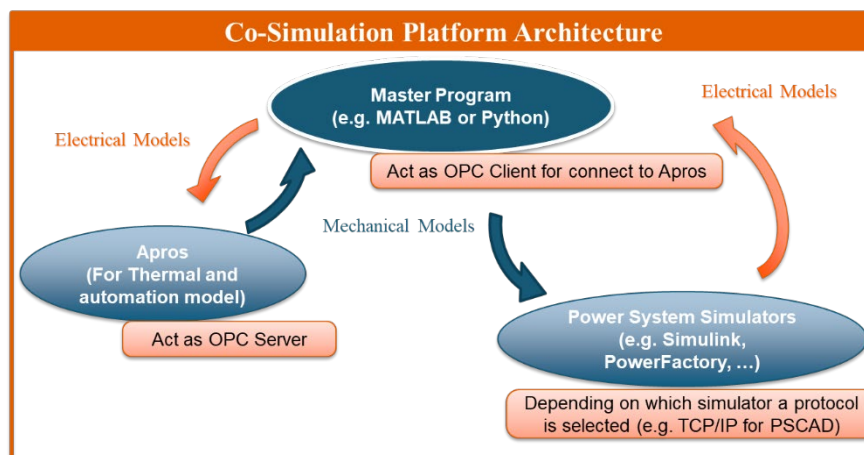 Co-Simulation Platform Architecture
Master Program
(e.g. MATLAB or Python)
Electrical Models
Electrical Models
Act as OPC Client for connect to Apros
Mechanical Models
Apros
(For Thermal and
automation model)
Act as OPC Server
Power System Simulators
(e.g. Simulink,
PowerFactory, …)
Depending on which simulator a protocol
is selected (e.g. TCP/IP for PSCAD)